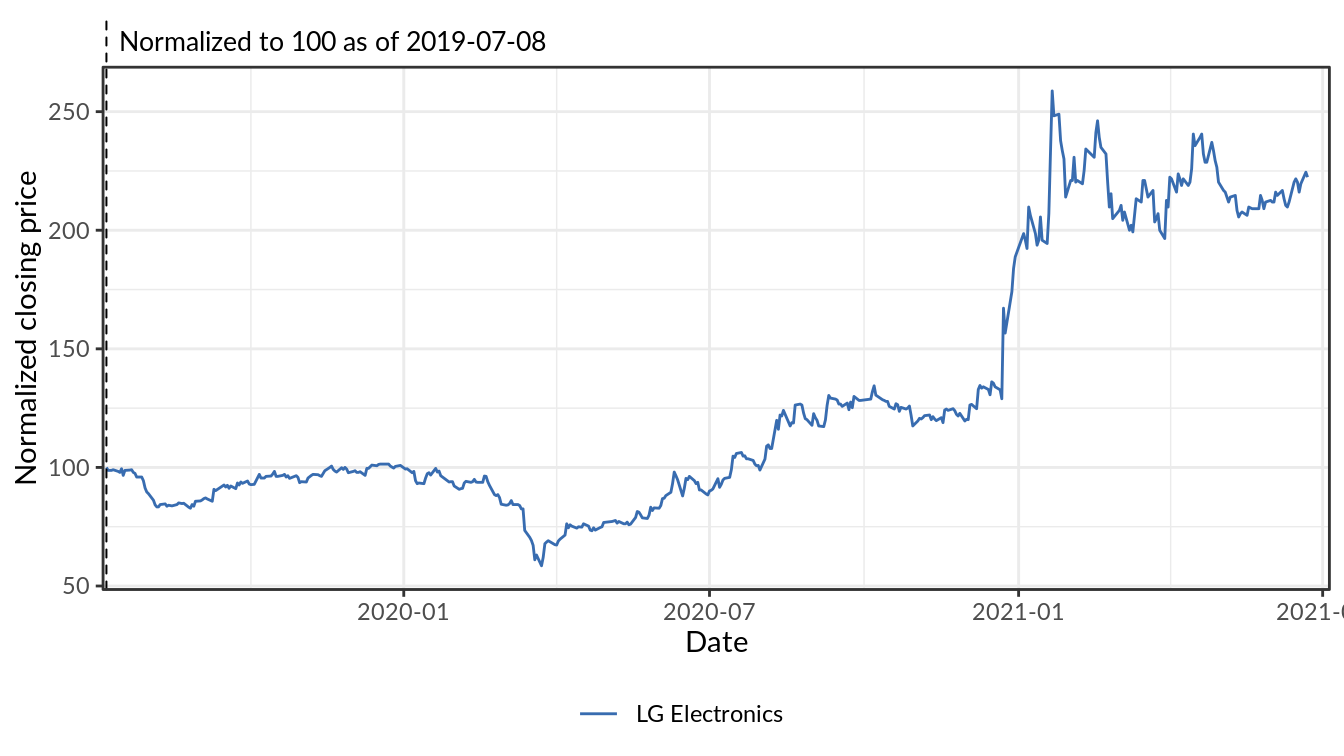 Normalized to 100 as of 2019-07-08
Normalized closing price
250
200
150
100
50
2020-01
2020-07
2021-01
Date
LG Electronics